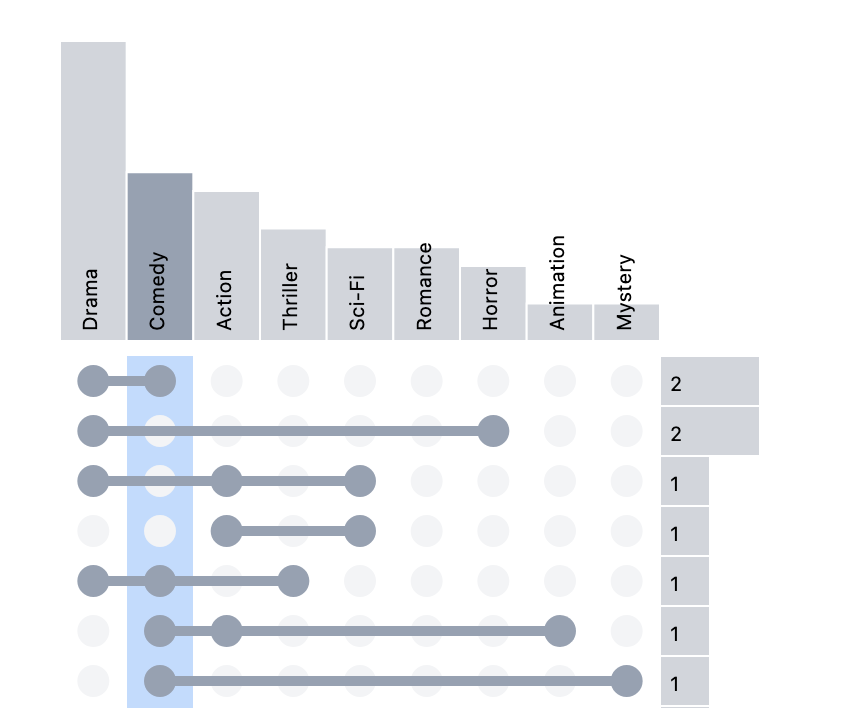 Drama
Comedy
Action
Thriller
Sci-Fi
Romance
Horror
Animation
Mystery
2
2
1
1
1
1
1